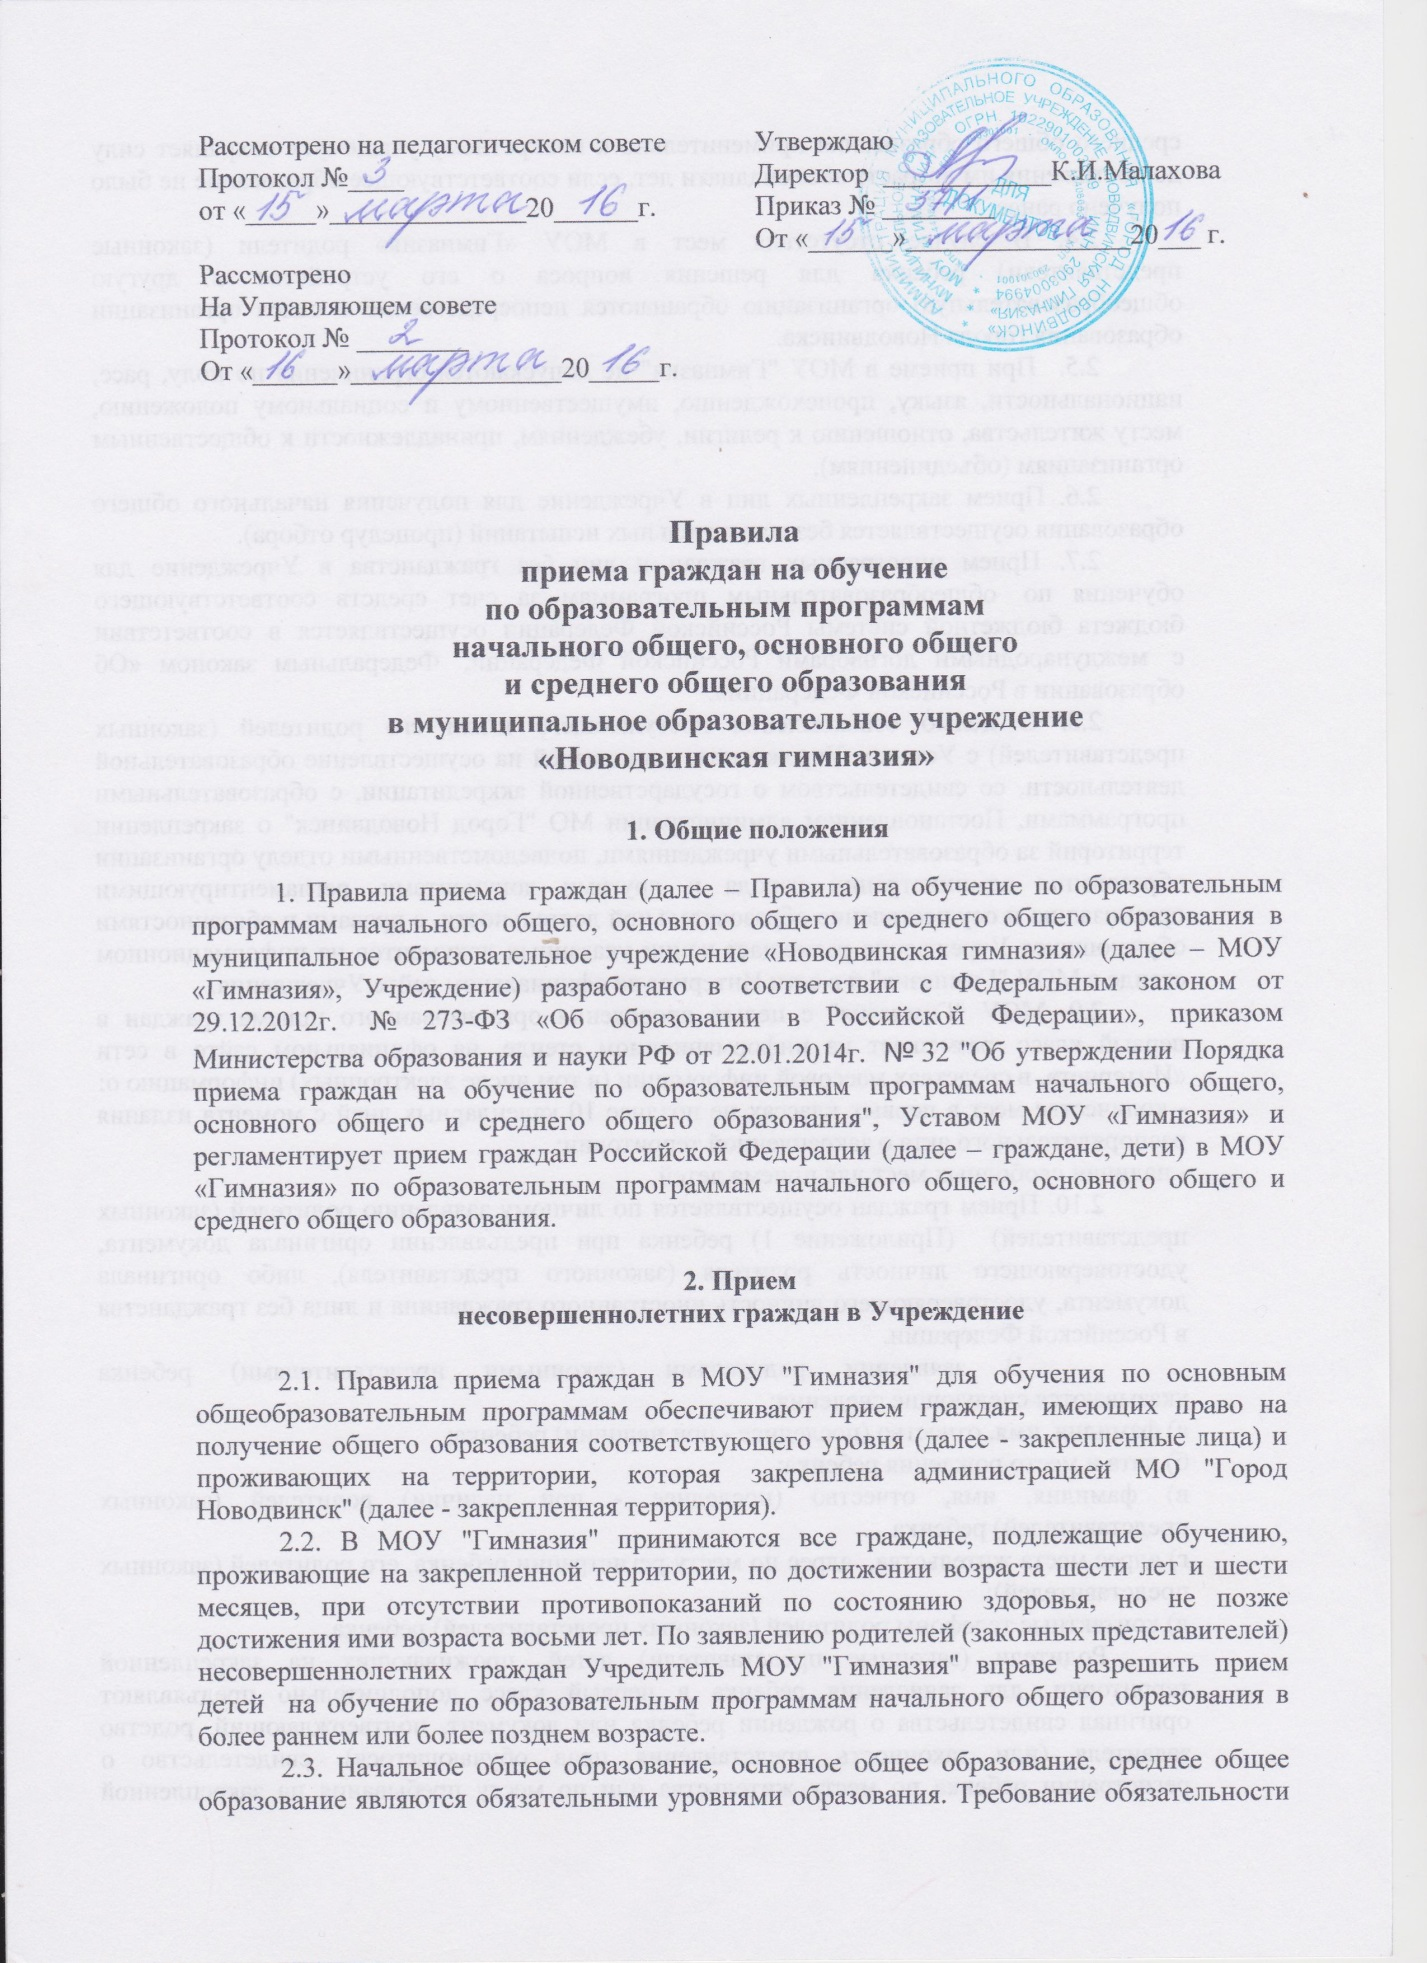 Рассмотрено на педагогическом совете
Протокол № 3
от «15» марта 2016 г.
Рассмотрено
На Управляющем совете
Протокол № 2
От «16» марта 2016 г.
Утверждаю
Директор К.И.Малахова
Приказ №
От «15» марта 2016 г.
ДЛЯ
ДОКУМЕНТОВ
Правила
приема граждан на обучение
по образовательным программам
начального общего, основного общего
и среднего общего образования
в муниципальное образовательное учреждение
«Новодвинская гимназия»
1. Общие положения
1. Правила приема граждан (далее – Правила) на обучение по образовательным
программам начального общего, основного общего и среднего общего образования в
муниципальное образовательное учреждение «Новодвинская гимназия» (далее – МОУ
«Гимназия», Учреждение) разработано в соответствии с Федеральным законом от
29.12.2012г. № 273-ФЗ «Об образовании в Российской Федерации», приказом
Министерства образования и науки РФ от 22.01.2014г. № 32 "Об утверждении Порядка
приема граждан на обучение по образовательным программам начального общего,
основного общего и среднего общего образования", Уставом МОУ «Гимназия» и
регламентирует прием граждан Российской Федерации (далее – граждане, дети) в МОУ
«Гимназия» по образовательным программам начального общего, основного общего и
среднего общего образования.
2. Прием
несовершеннолетних граждан в Учреждение
2.1. Правила приема граждан в МОУ "Гимназия" для обучения по основным
общеобразовательным программам обеспечивают прием граждан, имеющих право на
получение общего образования соответствующего уровня (далее - закрепленные лица) и
проживающих на территории, которая закреплена администрацией МО "Город
Новодвинск" (далее - закрепленная территория).
2.2. В МОУ "Гимназия" принимаются все граждане, подлежащие обучению,
проживающие на закрепленной территории, по достижении возраста шести лет и шести
месяцев, при отсутствии противопоказаний по состоянию здоровья, но не позже
достижения ими возраста восьми лет. По заявлению родителей (законных представителей)
несовершеннолетних граждан Учредитель МОУ "Гимназия" вправе разрешить прием
детей на обучение по образовательным программам начального общего образования в
более раннем или более позднем возрасте.
2.3. Начальное общее образование, основное общее образование, среднее общее
образование являются обязательными уровнями образования. Требование обязательности